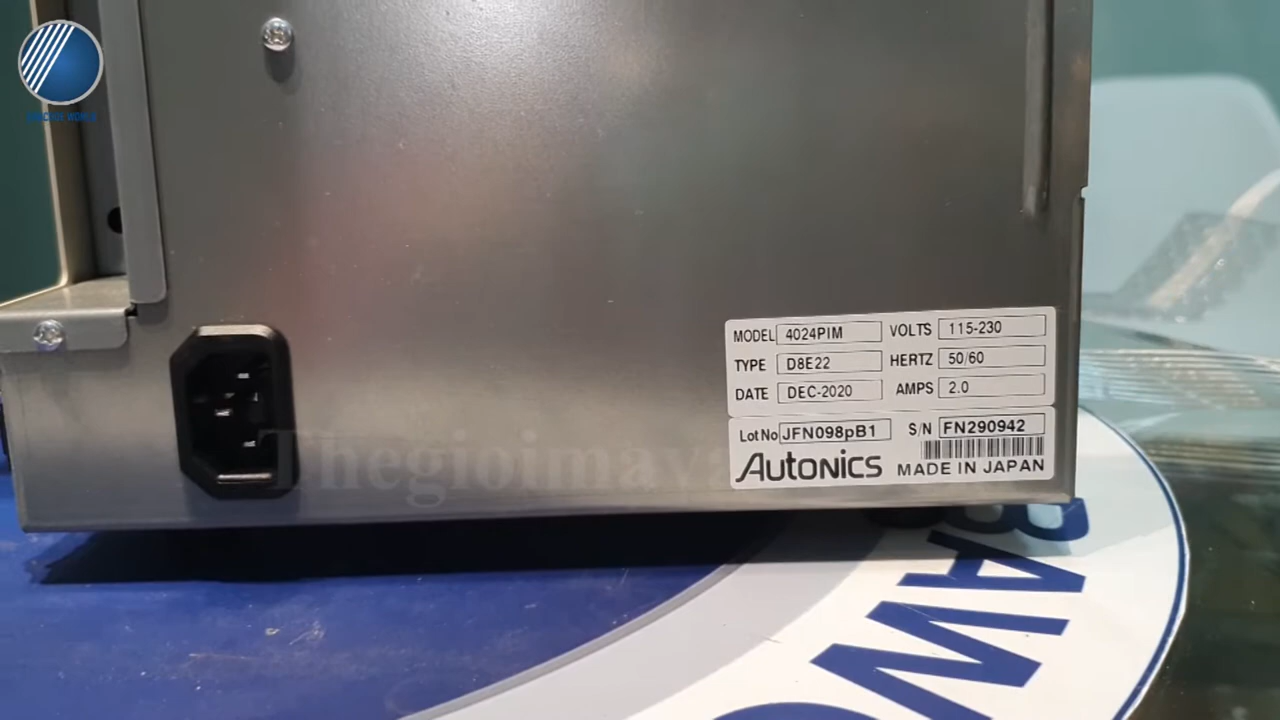 MODEL 4024PIM VOLTS 115-230
TYPE D8E22 HERTZ 50/60
DATE DEC-2020 AMPS 2.0
Lot No JFN098pB1 S/N FN290942
Autonics MADE IN JAPAN
Thegioimay